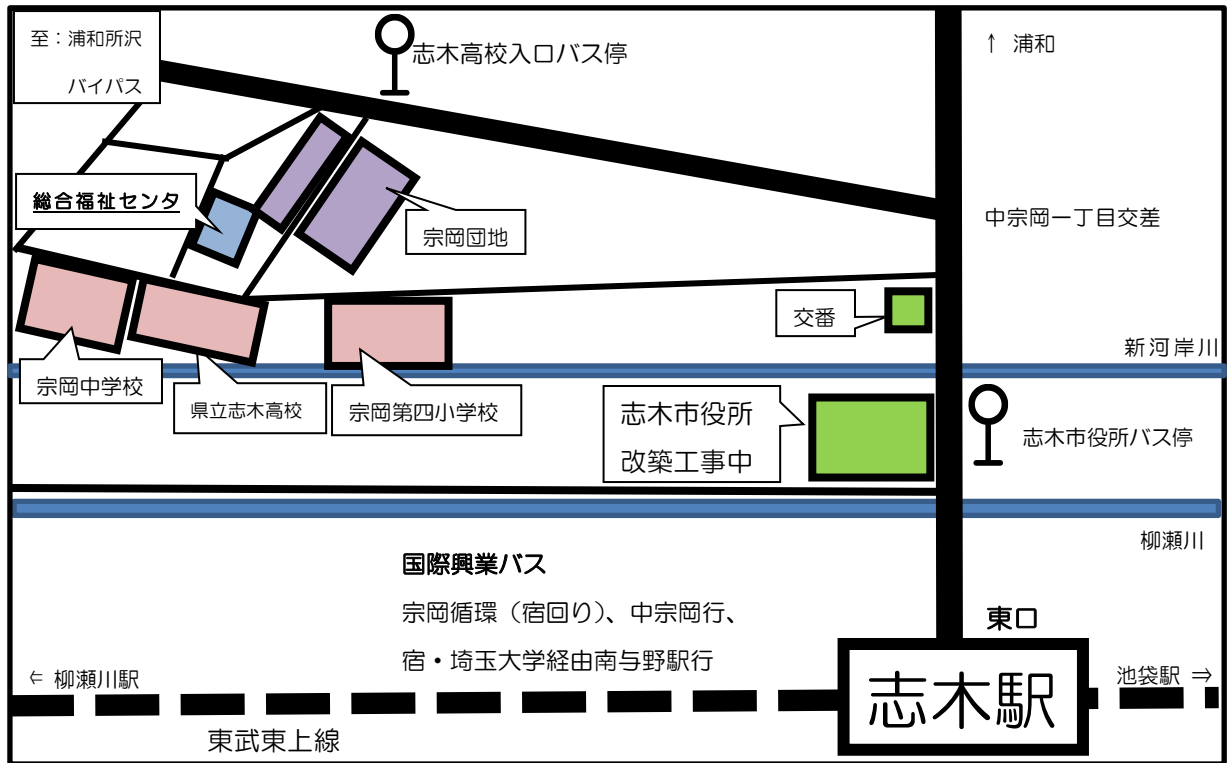 至：浦和所沢
バイパス
志木高校入口バス停
↑ 浦和
総合福祉センタ
宗岡団地
中宗岡一丁目交差
交番
新河岸川
宗岡中学校
県立志木高校
宗岡第四小学校
志木市役所
改築工事中
志木市役所バス停
柳瀬川
国際興業バス
宗岡循環（宿回り）、中宗岡行、
宿・埼玉大学経由南与野駅行
東口
⇐ 柳瀬川駅
志木駅
池袋駅 ⇒
東武東上線